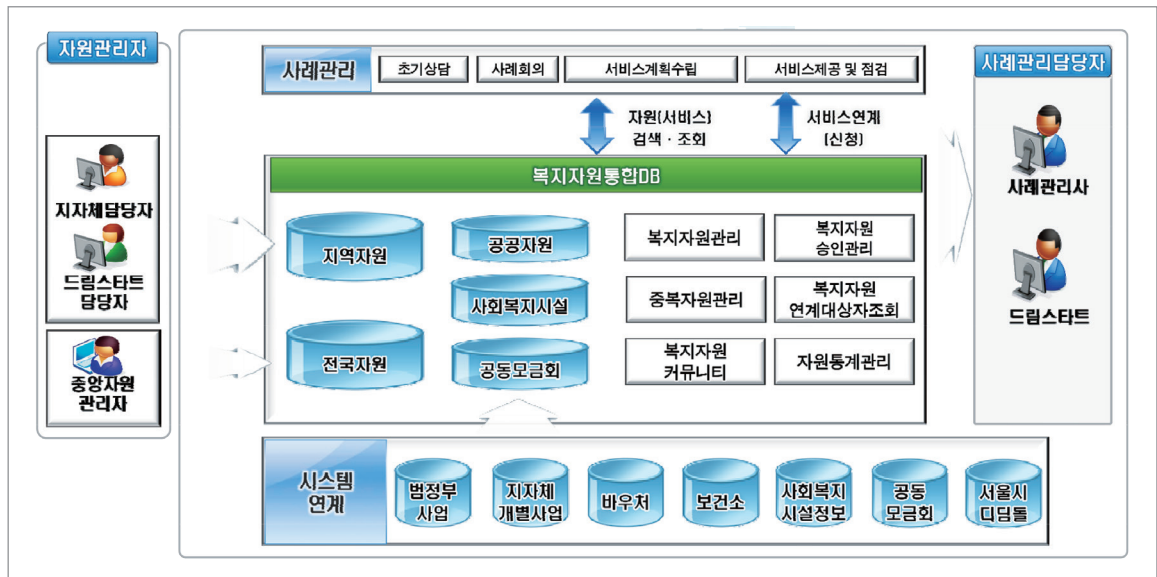 자원관리자
지자체담당자
드림스타트
담당자
중앙자원
관리자
사례관리
초기상담
사례회의
서비스계획수립
서비스제공 및 점검
자원(서비스)
검색 · 조회
서비스연계
(신청)
복지자원통합DB
지역자원
전국자원
공공자원
사회복지시설
공동모금회
복지자원관리
복지자원
승인관리
중복자원관리
복지자원
연계대상자조회
복지자원
커뮤니티
자원통계관리
시스템
연계
범정부
사업
지자체
개별사업
바우처
보건소
사회복지
시설정보
공동
모금회
서울시
디딤돌
사례관리담당자
사례관리사
드림스타트